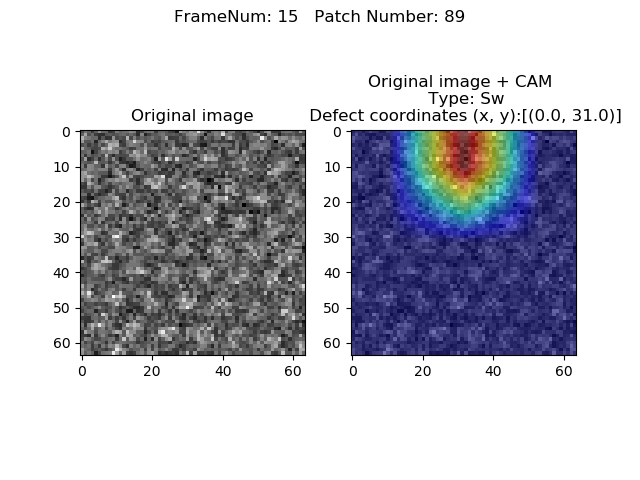 FrameNum: 15   Patch Number: 89
Original image
0
10
20
30
40
50
60
0 20 40 60
Original image + CAM
Type: Sw
Defect coordinates (x, y):[(0.0, 31.0)]
0
10
20
30
40
50
60
0 20 40 60